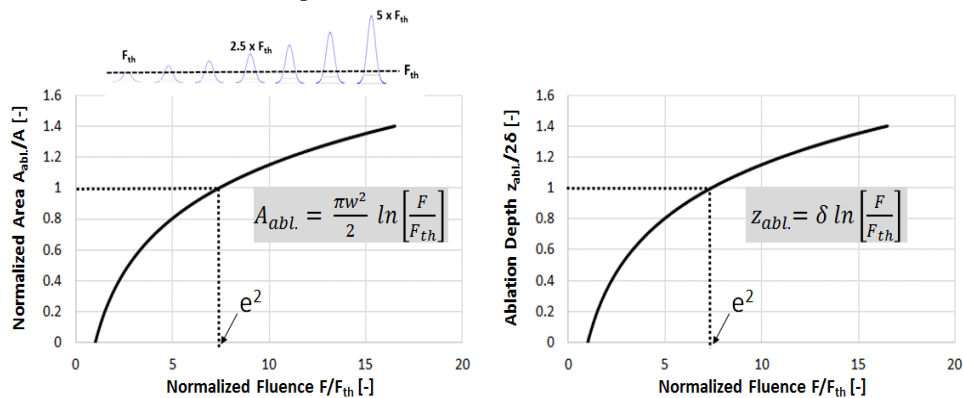 5 x F_th
2.5 x F_th
F_th
F_th
1.6
1.4
1.2
1
0.8
0.6
0.4
0.2
0
Normalized Area A_abl./A [-]
A_abl. = πw²/2 ln[F/F_th]
e²
0 5 10 15 20
Normalized Fluence F/F_th [-]
1.6
1.4
1.2
1
0.8
0.6
0.4
0.2
0
Ablation Depth z_abl./2δ [-]
z_abl. = δ ln[F/F_th]
e²
0 5 10 15 20
Normalized Fluence F/F_th [-]